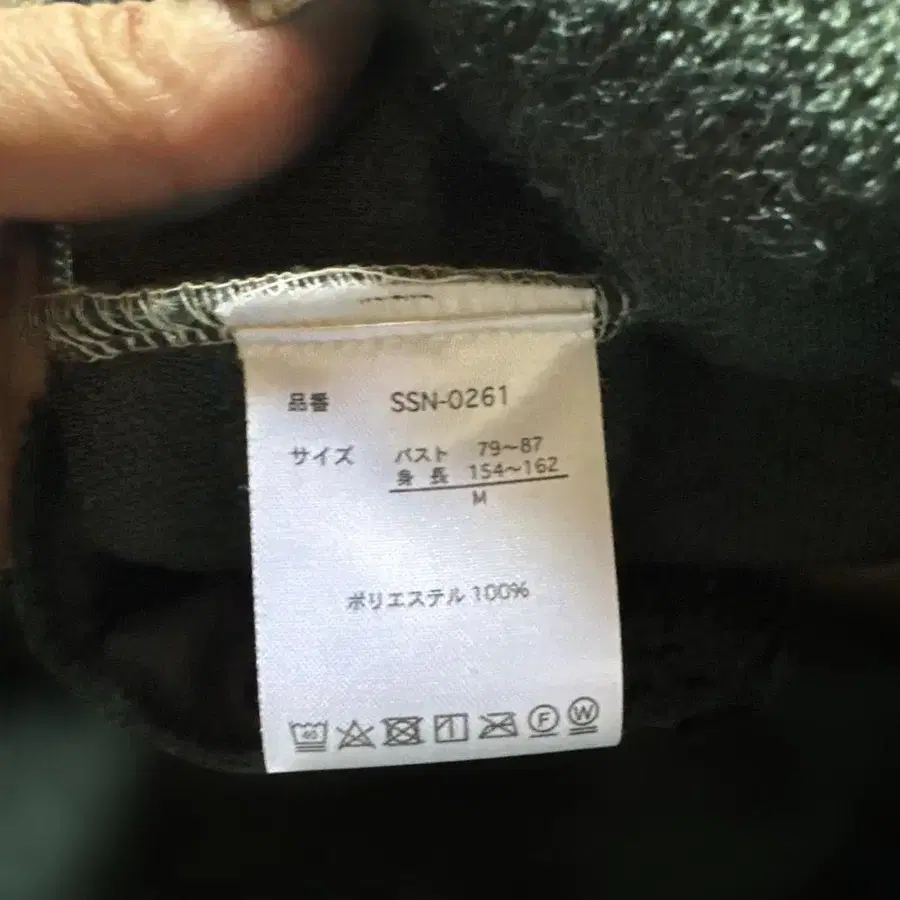 品番 SSN-0261
サイズ バスト 79~87
身長 154~162
M
ポリエステル 100%
40 F W